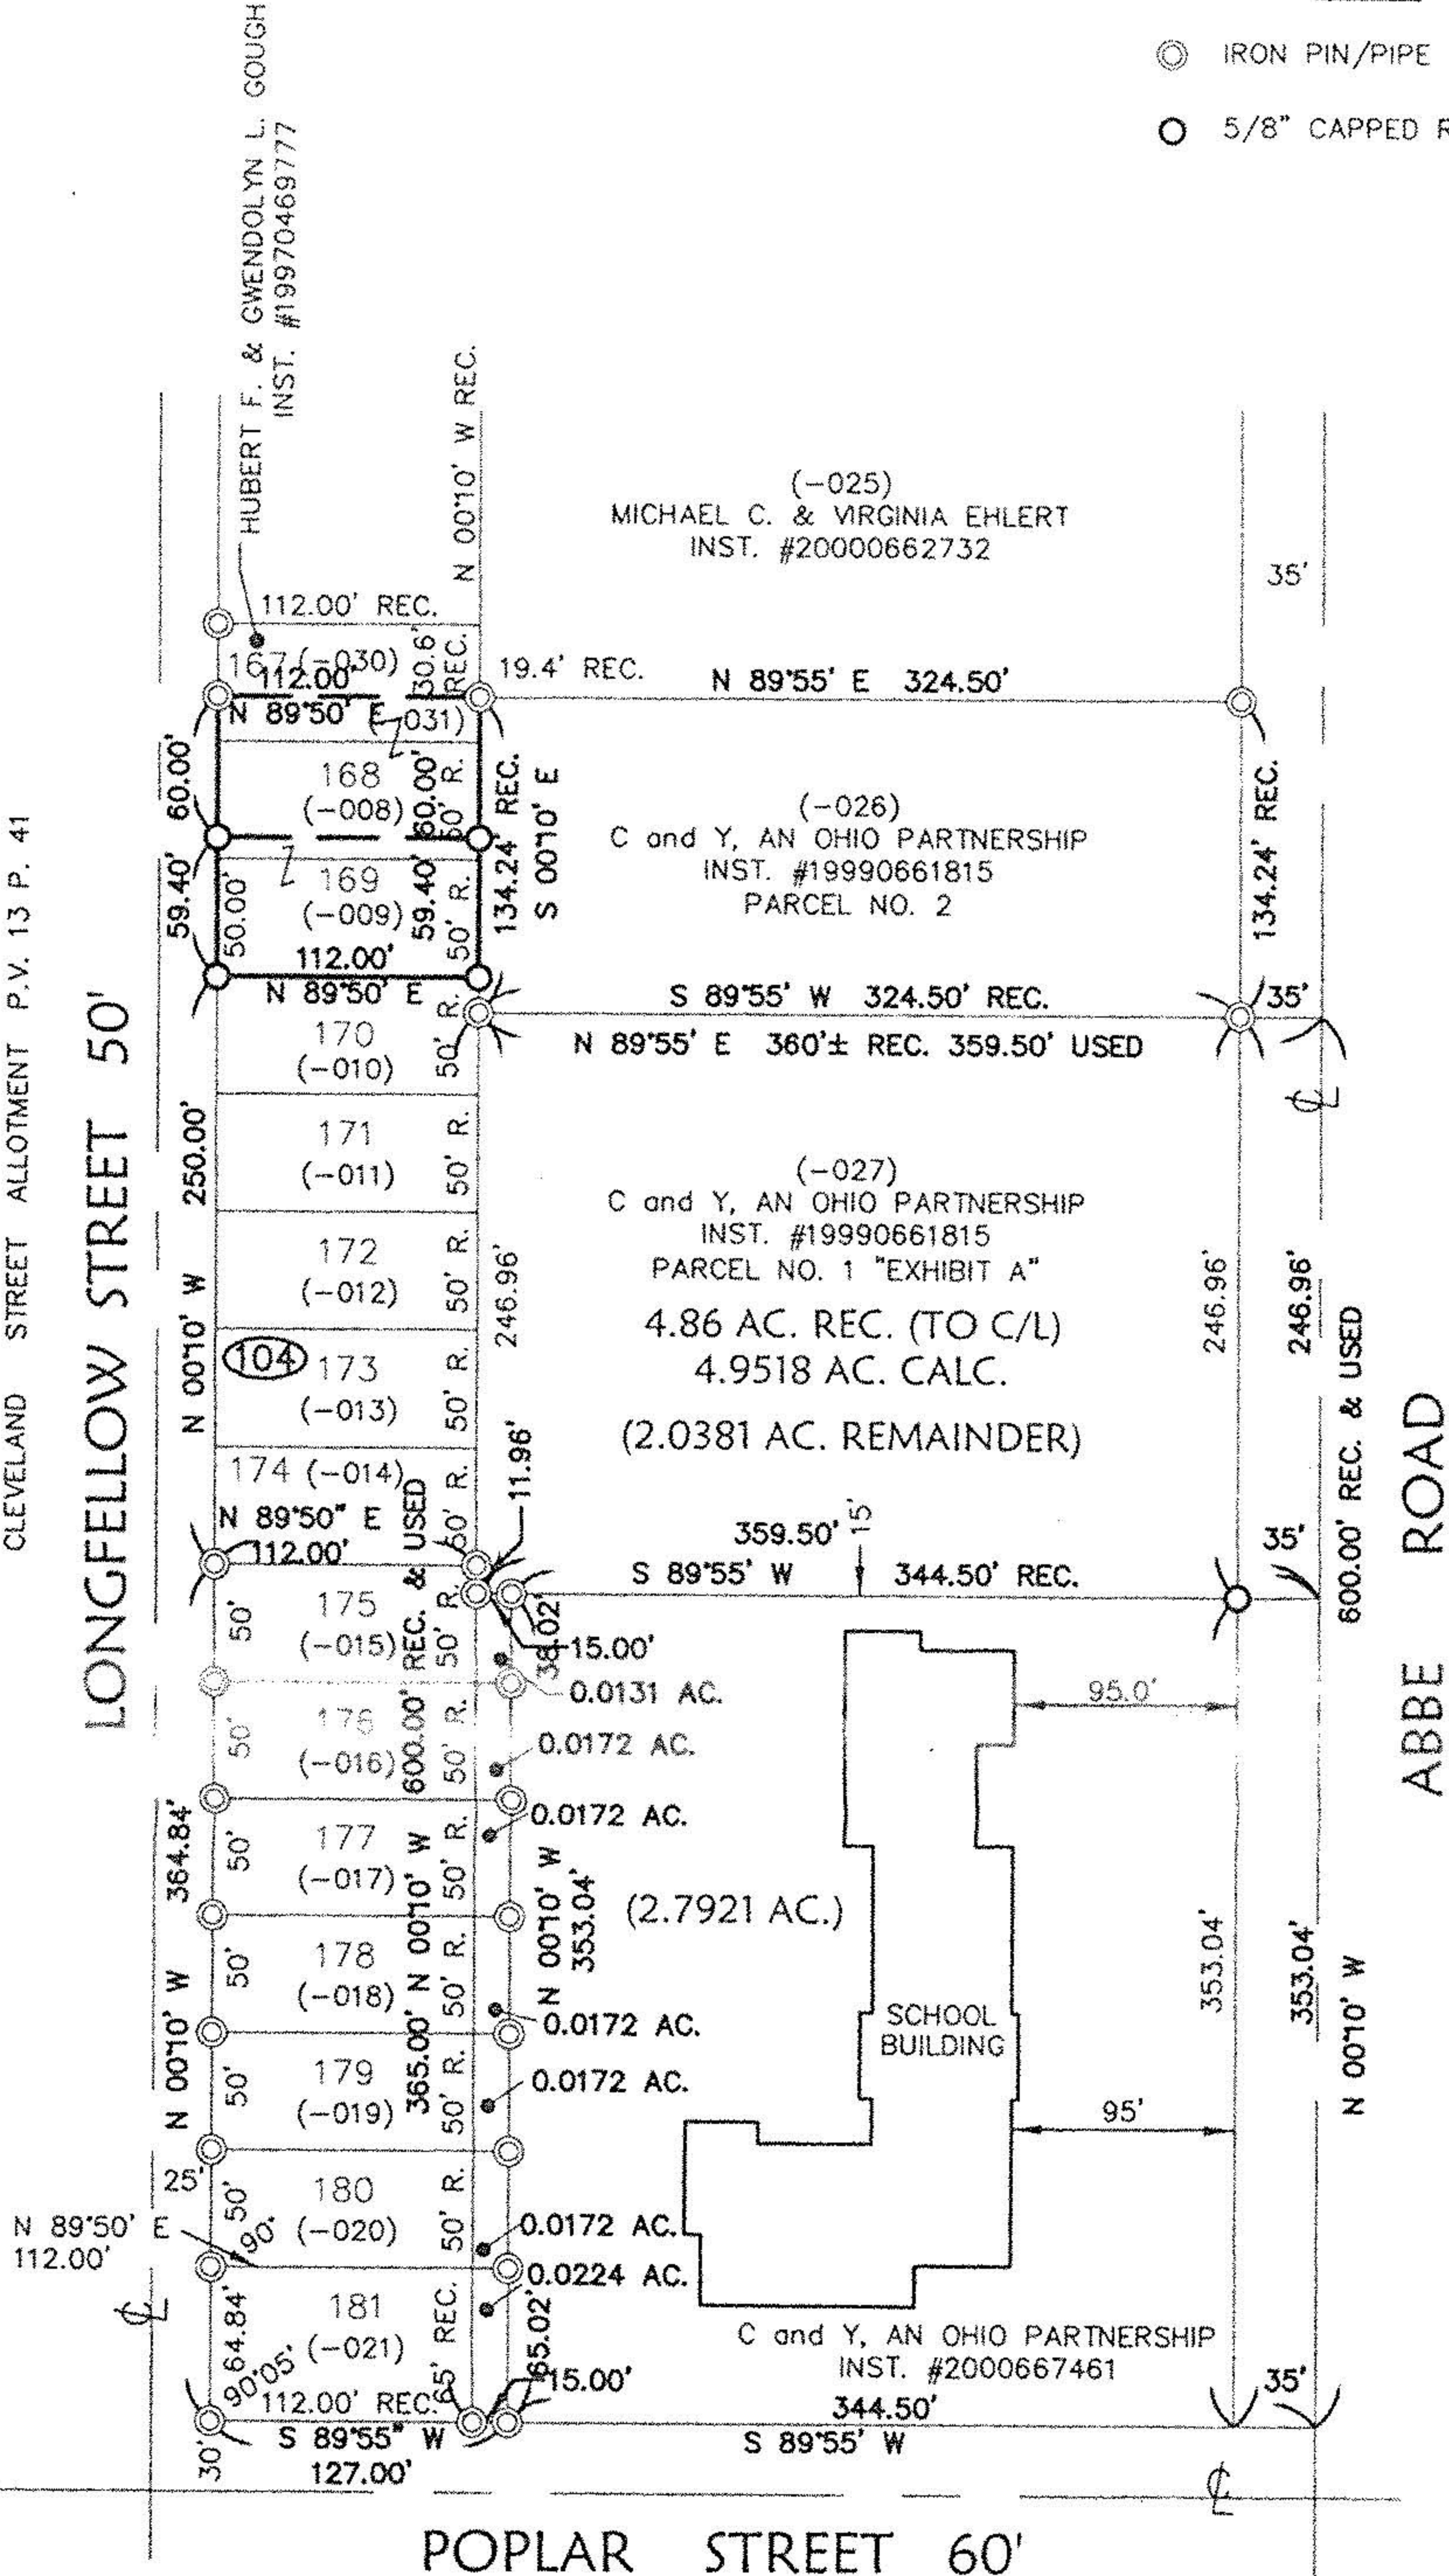 IRON PIN/PIPE
5/8" CAPPED R
HUBERT F. & GWENDOLYN L. GOUGH
INST. #19970469777
N 00°10' W REC.
(-025)
MICHAEL C. & VIRGINIA EHLERT
INST. #20000662732
35'
112.00' REC.
167 (-030)
30.6'
REC.
19.4' REC.
N 89°55' E 324.50'
112.00'
N 89°50' E
(-031)
60.00'
168
(-008)
60.00'
50' R.
134.24' REC.
S 00°10' E
(-026)
C and Y, AN OHIO PARTNERSHIP
INST. #19990661815
PARCEL NO. 2
134.24' REC.
59.40'
50.00'
169
(-009)
59.40'
50' R.
112.00'
N 89°50' E
S 89°55' W 324.50' REC.
35'
N 89°55' E 360'± REC. 359.50' USED
CLEVELAND STREET ALLOTMENT P.V. 13 P. 41
LONGFELLOW STREET 50'
170
(-010)
50' R.
N 00°10' W 250.00'
171
(-011)
50' R.
172
(-012)
50' R.
104
173
(-013)
50' R.
174 (-014)
246.96'
(-027)
C and Y, AN OHIO PARTNERSHIP
INST. #19990661815
PARCEL NO. 1 "EXHIBIT A"
4.86 AC. REC. (TO C/L)
4.9518 AC. CALC.
(2.0381 AC. REMAINDER)
246.96'
246.96'
600.00' REC. & USED
ABBE ROAD
N 89°50" E
112.00'
11.96'
359.50'
15'
S 89°55' W 344.50' REC.
35'
600.00' REC. & USED
50'
175
(-015)
50' R.
38.02'
15.00'
0.0131 AC.
50'
176
(-016)
50' R.
0.0172 AC.
95.0'
N 00°10' W 364.84'
50'
177
(-017)
50' R.
0.0172 AC.
365.00' N 00°10' W
N 00°10' W
353.04'
(2.7921 AC.)
353.04'
353.04'
N 00°10' W
50'
178
(-018)
50' R.
0.0172 AC.
SCHOOL
BUILDING
50'
179
(-019)
50' R.
0.0172 AC.
95'
25'
50'
180
(-020)
50' R.
0.0172 AC.
N 89°50' E
112.00'
90°
0.0224 AC.
64.84'
181
(-021)
65' REC.
65.02'
90°05'
C and Y, AN OHIO PARTNERSHIP
INST. #2000667461
112.00' REC.
15.00'
344.50'
35'
S 89°55" W
S 89°55' W
30'
127.00'
POPLAR STREET 60'